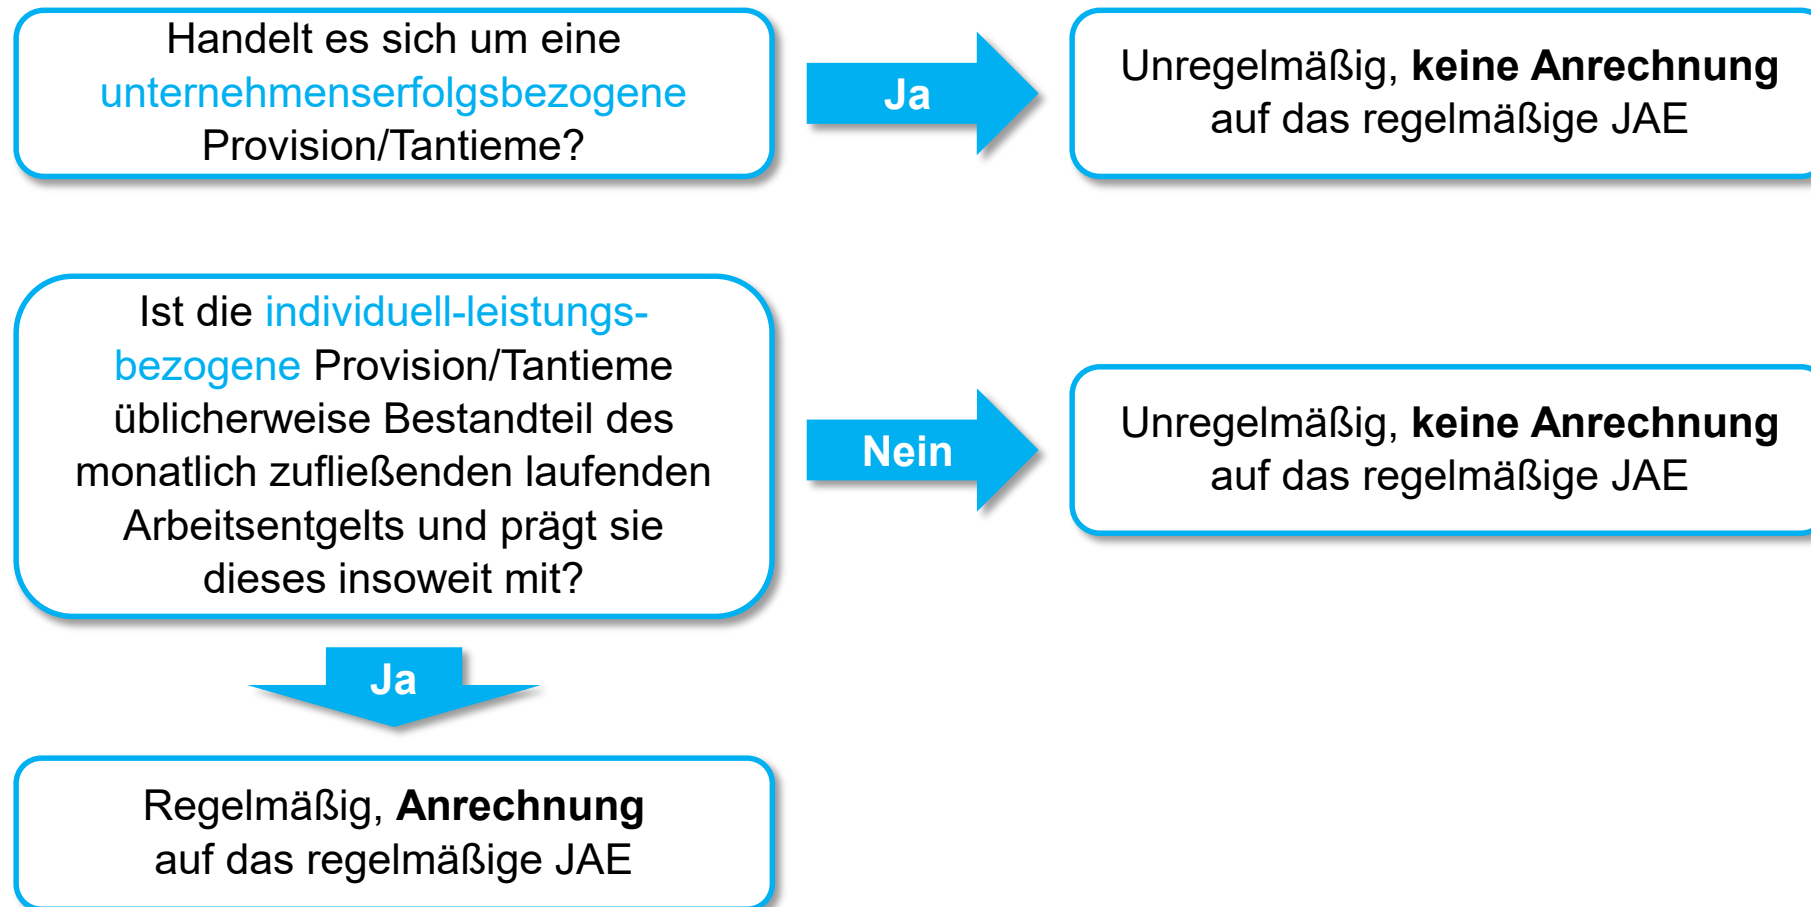 Handelt es sich um eine
unternehmenserfolgsbezogene
Provision/Tantieme?
Ja
Unregelmäßig, keine Anrechnung
auf das regelmäßige JAE
Ist die individuell-leistungs-
bezogene Provision/Tantieme
üblicherweise Bestandteil des
monatlich zufließenden laufenden
Arbeitsentgelts und prägt sie
dieses insoweit mit?
Nein
Unregelmäßig, keine Anrechnung
auf das regelmäßige JAE
Ja
Regelmäßig, Anrechnung
auf das regelmäßige JAE